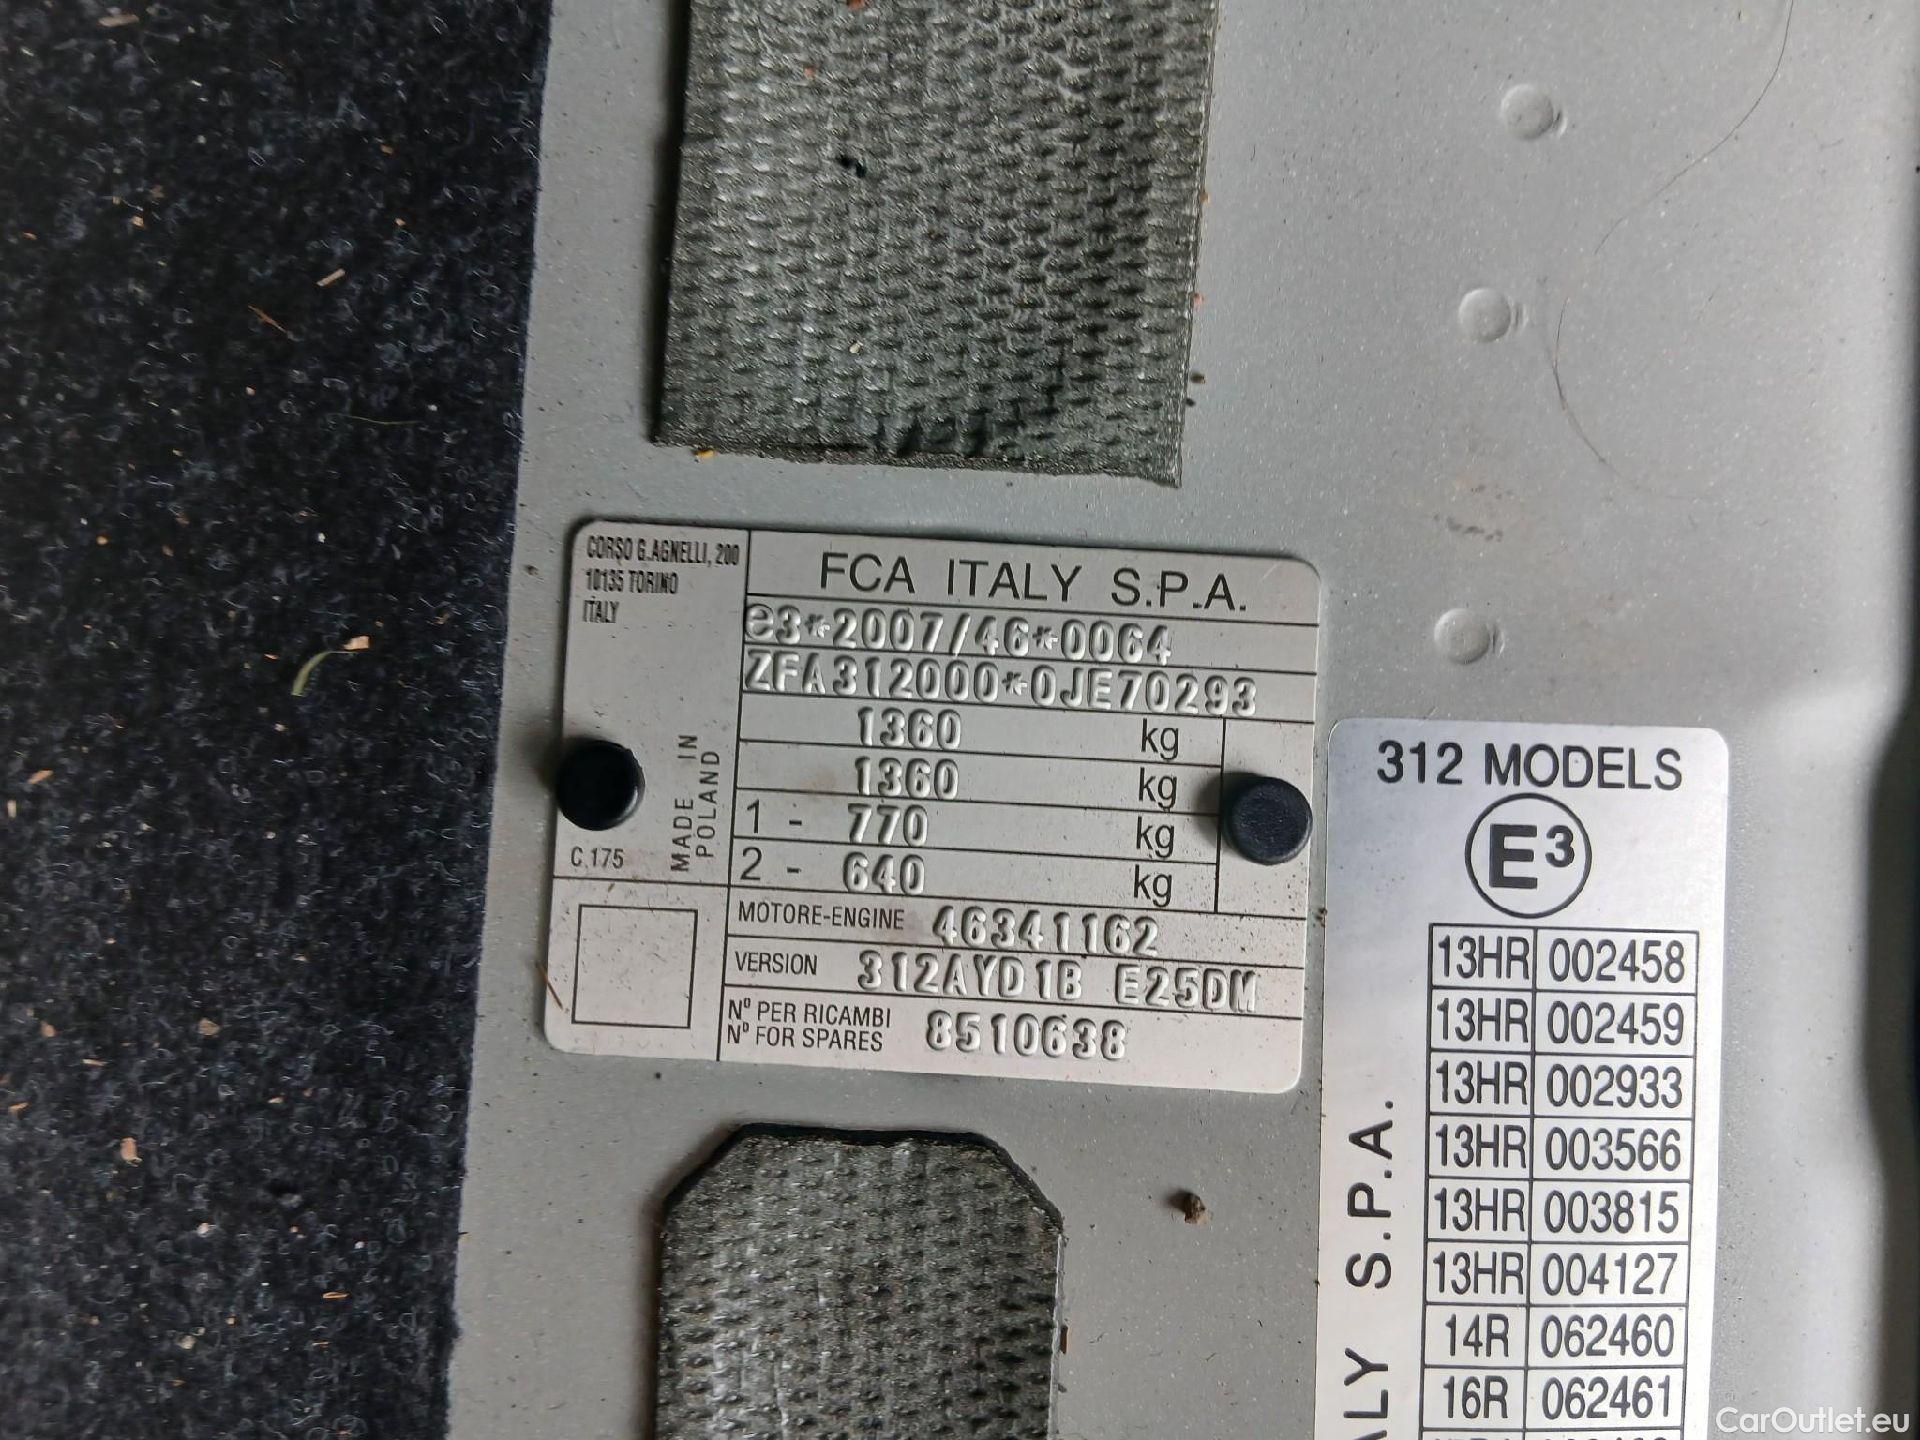 CORSO G.AGNELLI, 200
10135 TORINO
ITALY
FCA ITALY S.P.A.
e3*2007/46*0064
ZFA312000*0JE70293
1360 kg
1360 kg
1 - 770 kg
2 - 640 kg
MADE IN
POLAND
C.175
MOTORE-ENGINE 46341162
VERSION 312AYD1B E25DM
Nº PER RICAMBI
Nº FOR SPARES 8510638
312 MODELS
E3
13HR 002458
13HR 002459
13HR 002933
13HR 003566
13HR 003815
13HR 004127
14R 062460
16R 062461
ALY S.P.A.
CarOutlet.eu